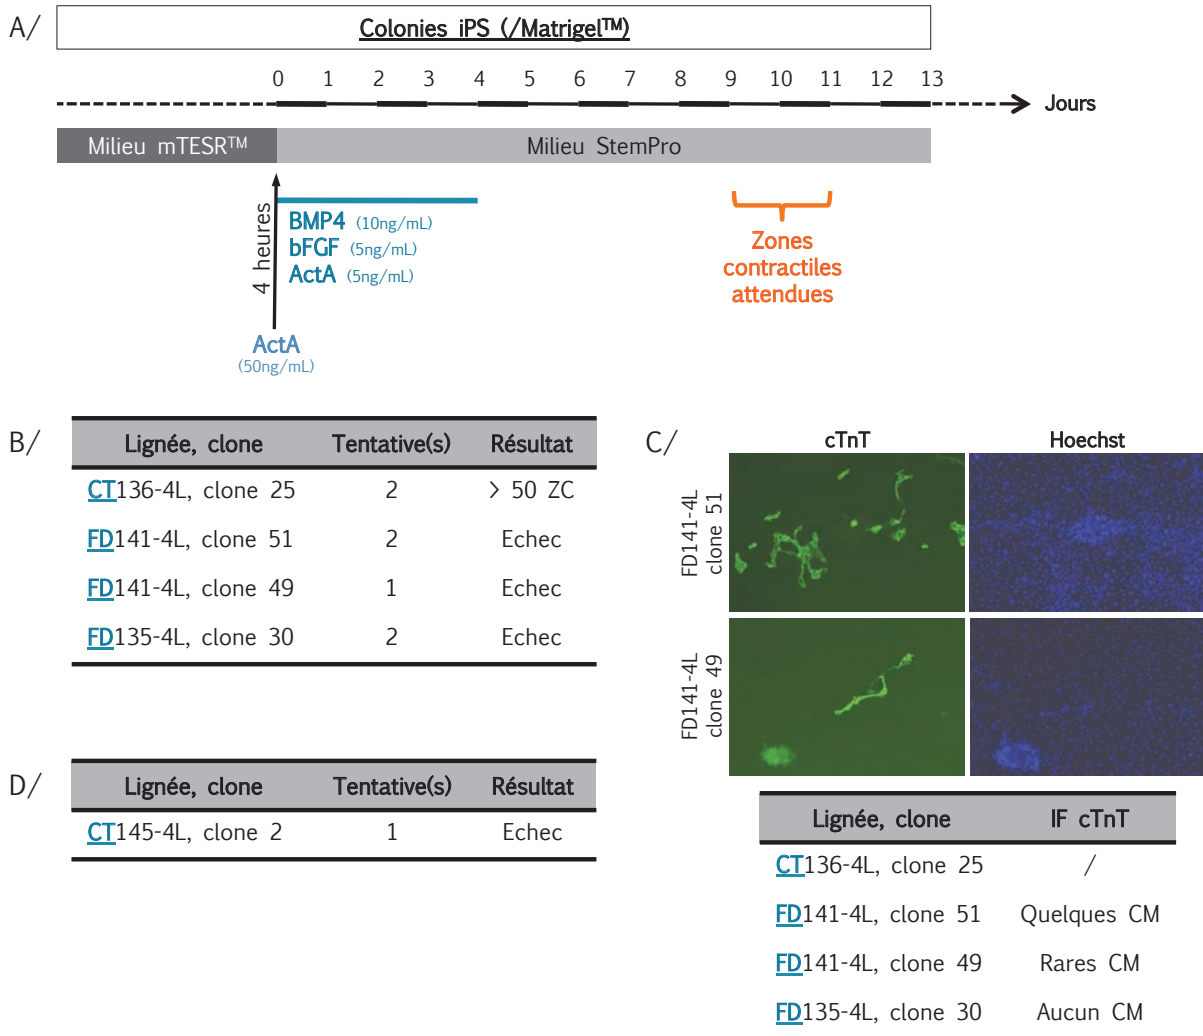 A/
Colonies iPS (/Matrigel™)
0 1 2 3 4 5 6 7 8 9 10 11 12 13
Jours
Milieu mTESR™
Milieu StemPro
4 heures
BMP4 (10ng/mL)
bFGF (5ng/mL)
ActA (5ng/mL)
Zones
contractiles
attendues
ActA
(50ng/mL)
B/
Lignée, clone Tentative(s) Résultat
CT136-4L, clone 25 2 > 50 ZC
FD141-4L, clone 51 2 Echec
FD141-4L, clone 49 1 Echec
FD135-4L, clone 30 2 Echec
C/
cTnT Hoechst
FD141-4L
clone 51
FD141-4L
clone 49
Lignée, clone IF cTnT
CT136-4L, clone 25 /
FD141-4L, clone 51 Quelques CM
FD141-4L, clone 49 Rares CM
FD135-4L, clone 30 Aucun CM
D/
Lignée, clone Tentative(s) Résultat
CT145-4L, clone 2 1 Echec